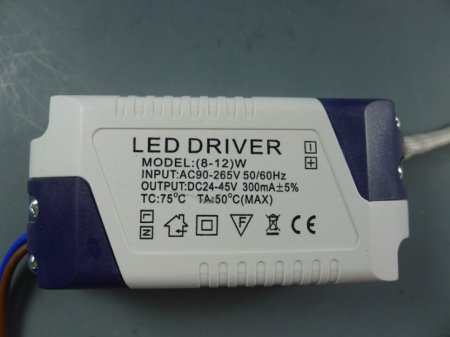 LED DRIVER
MODEL:(8-12)W
INPUT:AC90-265V 50/60Hz
OUTPUT:DC24-45V 300mA±5%
TC:75°C TA:50°C(MAX)
- +
L N
F CE